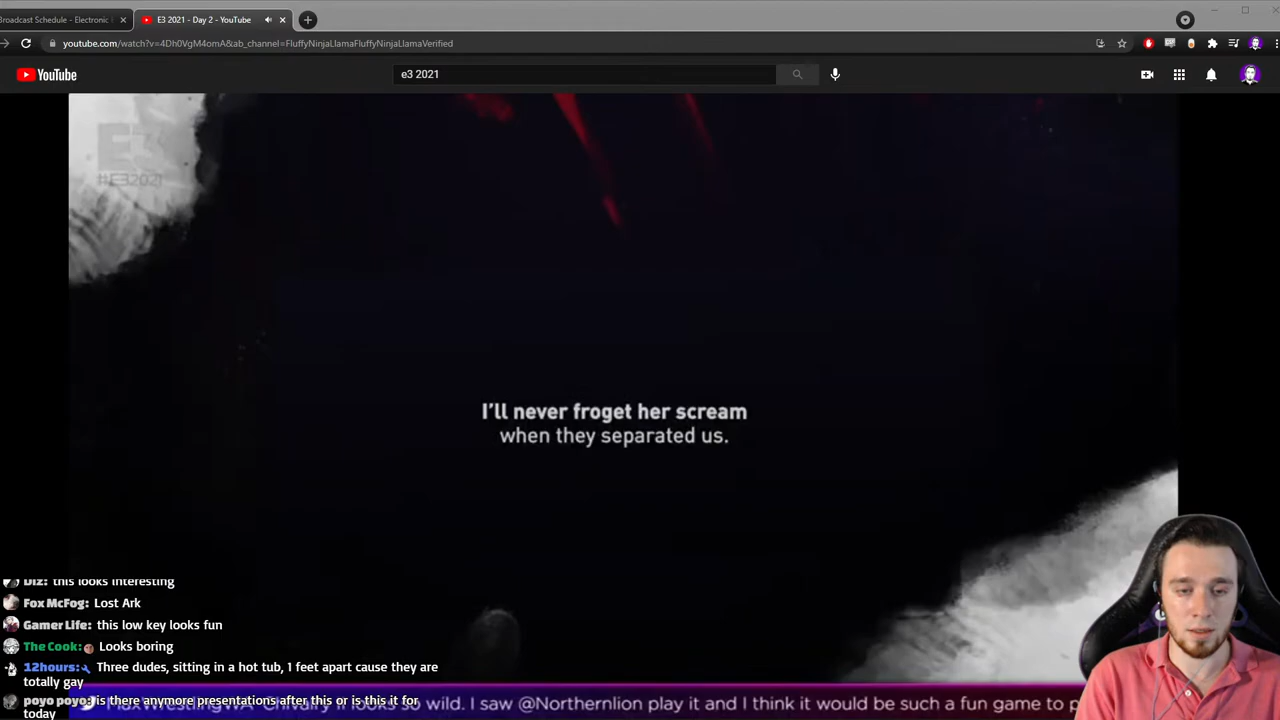 Broadcast Schedule - Electronic
E3 2021 - Day 2 - YouTube
youtube.com/watch?v=4Dh0VgM4omA&ab_channel=FluffyNinjaLlamaFluffyNinjaLlamaVerified
YouTube
e3 2021
E3
#E32021
I'll never froget her scream
when they separated us.
Diz: this looks interesting
Fox McFog: Lost Ark
Gamer Life: this low key looks fun
The Cook: Looks boring
12hours: Three dudes, sitting in a hot tub, 1 feet apart cause they are
totally gay
poyo poyo: is there anymore presentations after this or is this it for
today
so wild. I saw @Northernlion play it and I think it would be such a fun game to